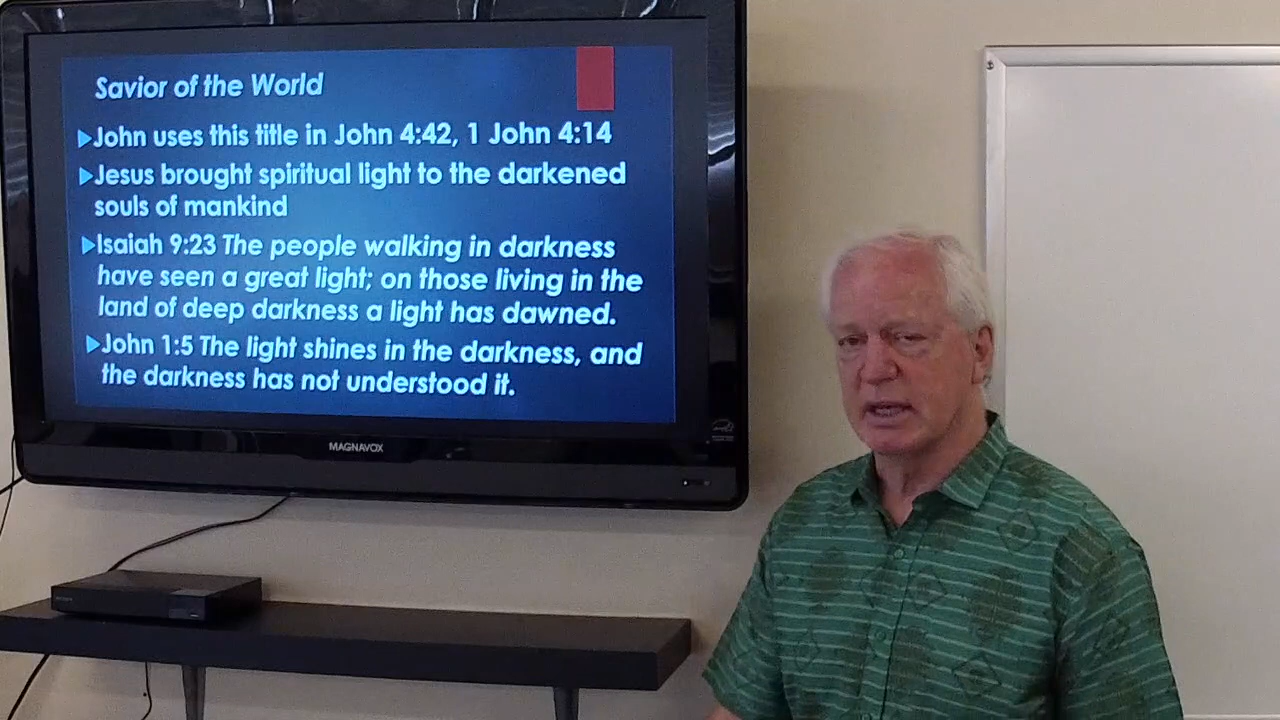 Savior of the World
John uses this title in John 4:42, 1 John 4:14
Jesus brought spiritual light to the darkened
souls of mankind
Isaiah 9:23 The people walking in darkness
have seen a great light; on those living in the
land of deep darkness a light has dawned.
John 1:5 The light shines in the darkness, and
the darkness has not understood it.
MAGNAVOX